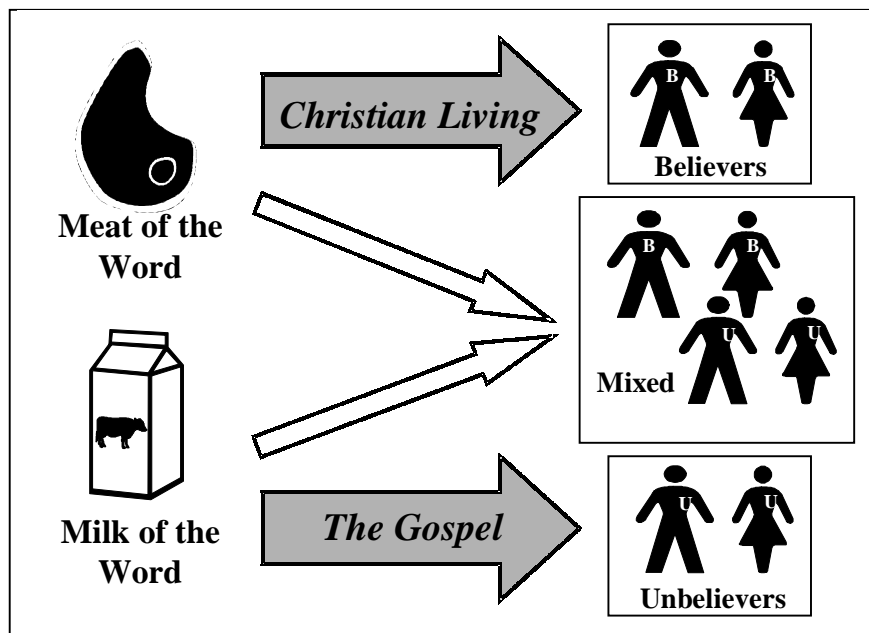 Christian Living
B B
Believers
Meat of the
Word
B B
U U
Mixed
Milk of the
Word
The Gospel
U U
Unbelievers